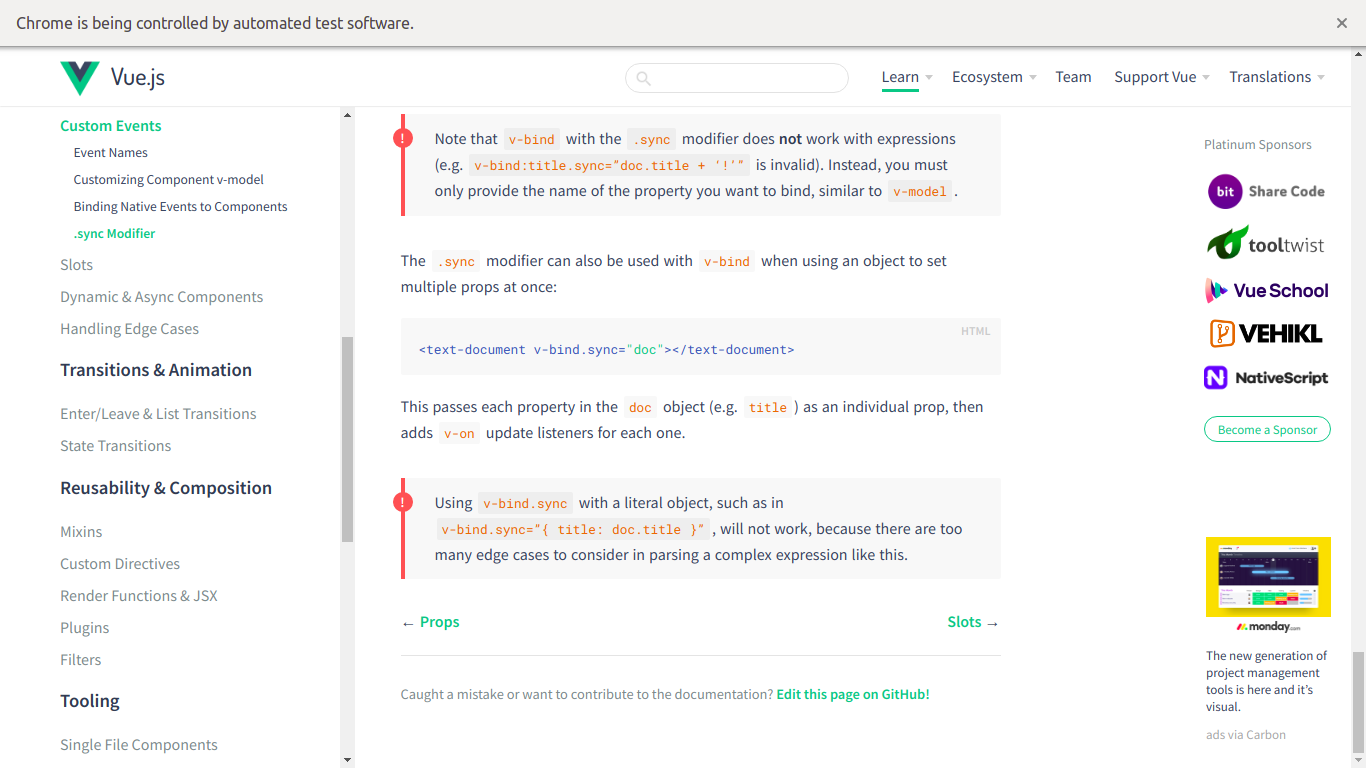 Chrome is being controlled by automated test software.
Vue.js
Learn
Ecosystem
Team
Support Vue
Translations
Custom Events
Event Names
Customizing Component v-model
Binding Native Events to Components
.sync Modifier
Slots
Dynamic & Async Components
Handling Edge Cases
Transitions & Animation
Enter/Leave & List Transitions
State Transitions
Reusability & Composition
Mixins
Custom Directives
Render Functions & JSX
Plugins
Filters
Tooling
Single File Components
Note that v-bind with the .sync modifier does not work with expressions
(e.g. v-bind:title.sync=”doc.title + ‘!’” is invalid). Instead, you must
only provide the name of the property you want to bind, similar to v-model .
The .sync modifier can also be used with v-bind when using an object to set
multiple props at once:
HTML
<text-document v-bind.sync="doc"></text-document>
This passes each property in the doc object (e.g. title ) as an individual prop, then
adds v-on update listeners for each one.
Using v-bind.sync with a literal object, such as in
v-bind.sync=”{ title: doc.title }” , will not work, because there are too
many edge cases to consider in parsing a complex expression like this.
← Props
Slots →
Caught a mistake or want to contribute to the documentation? Edit this page on GitHub!
Platinum Sponsors
bit Share Code
tooltwist
Vue School
VEHIKL
NativeScript
Become a Sponsor
monday.com
The new generation of
project management
tools is here and it’s
visual.
ads via Carbon